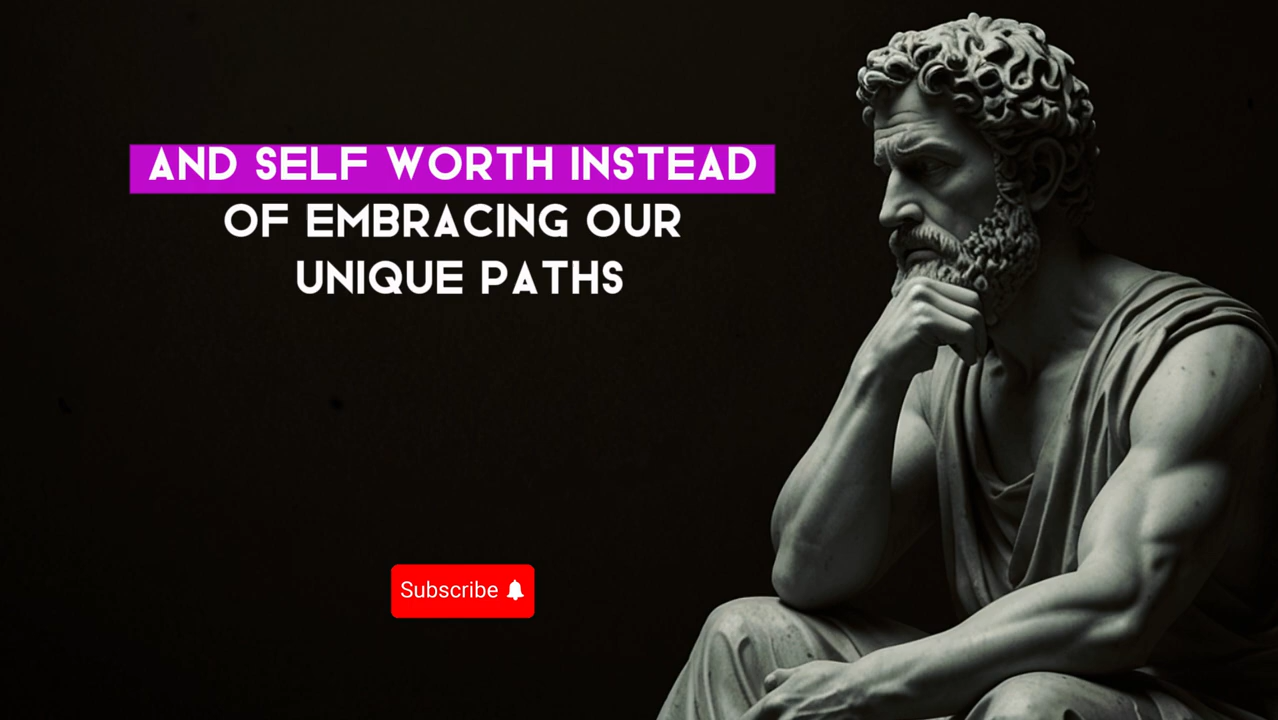 AND SELF WORTH INSTEAD
OF EMBRACING OUR
UNIQUE PATHS
Subscribe